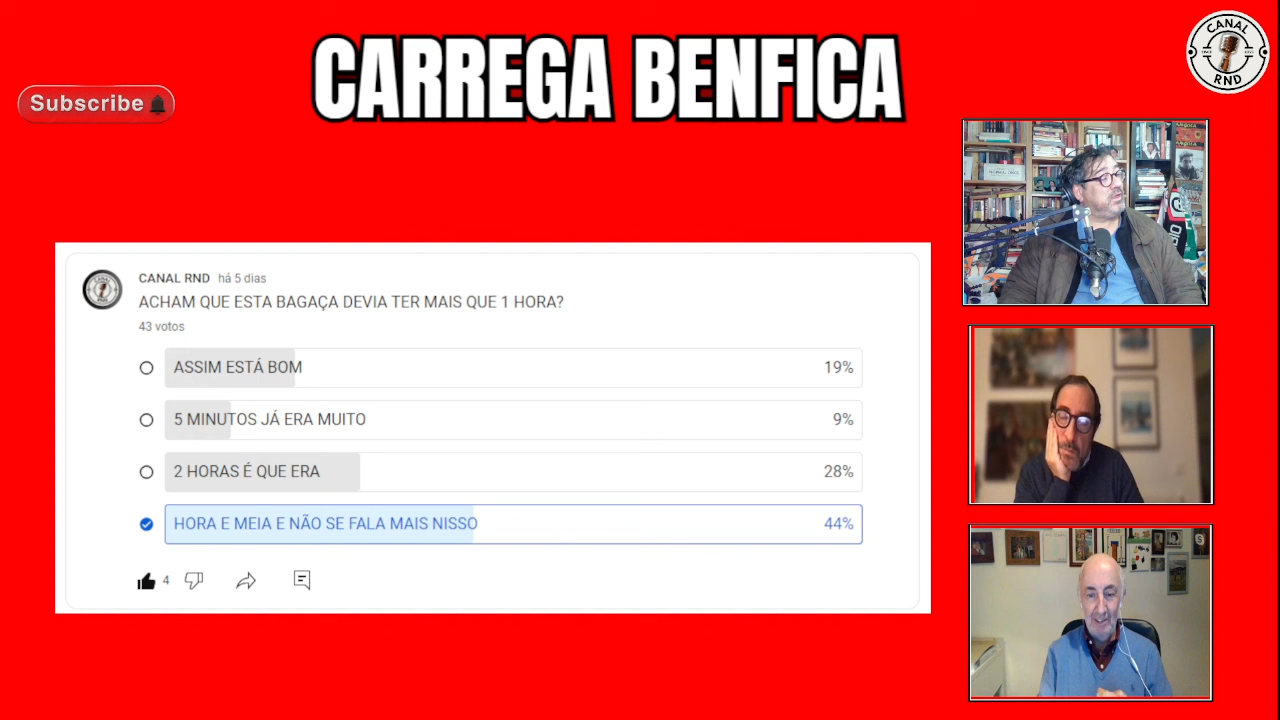 CARREGA BENFICA
CANAL
RND
Subscribe
CANAL RND há 5 dias
ACHAM QUE ESTA BAGAÇA DEVIA TER MAIS QUE 1 HORA?
43 votos
ASSIM ESTÁ BOM 19%
5 MINUTOS JÁ ERA MUITO 9%
2 HORAS É QUE ERA 28%
HORA E MEIA E NÃO SE FALA MAIS NISSO 44%
4